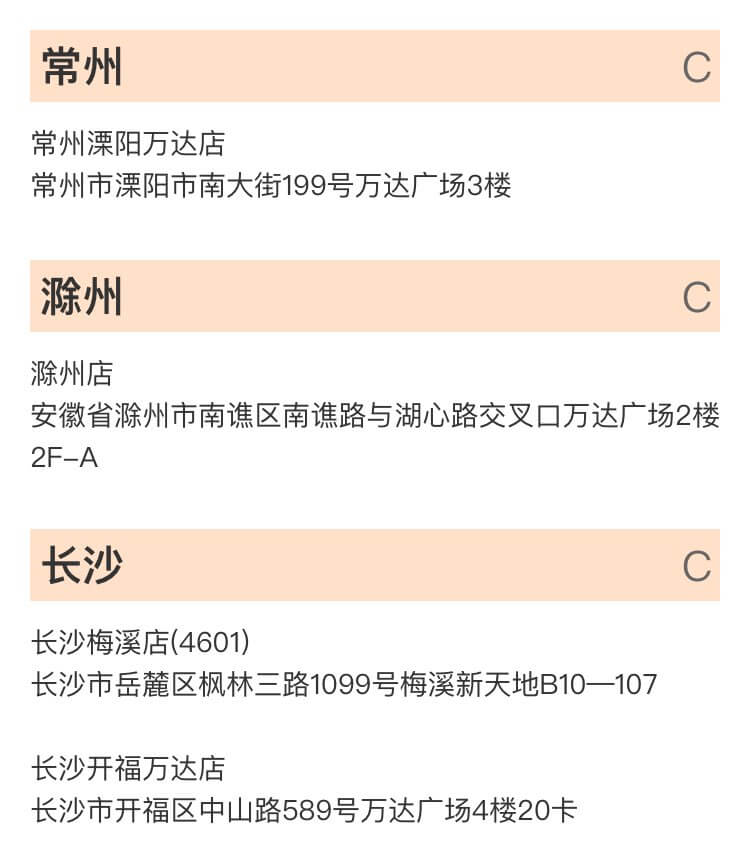 常州 C
常州溧阳万达店
常州市溧阳市南大街199号万达广场3楼
滁州 C
滁州店
安徽省滁州市南谯区南谯路与湖心路交叉口万达广场2楼
2F-A
长沙 C
长沙梅溪店(4601)
长沙市岳麓区枫林三路1099号梅溪新天地B10—107
长沙开福万达店
长沙市开福区中山路589号万达广场4楼20卡